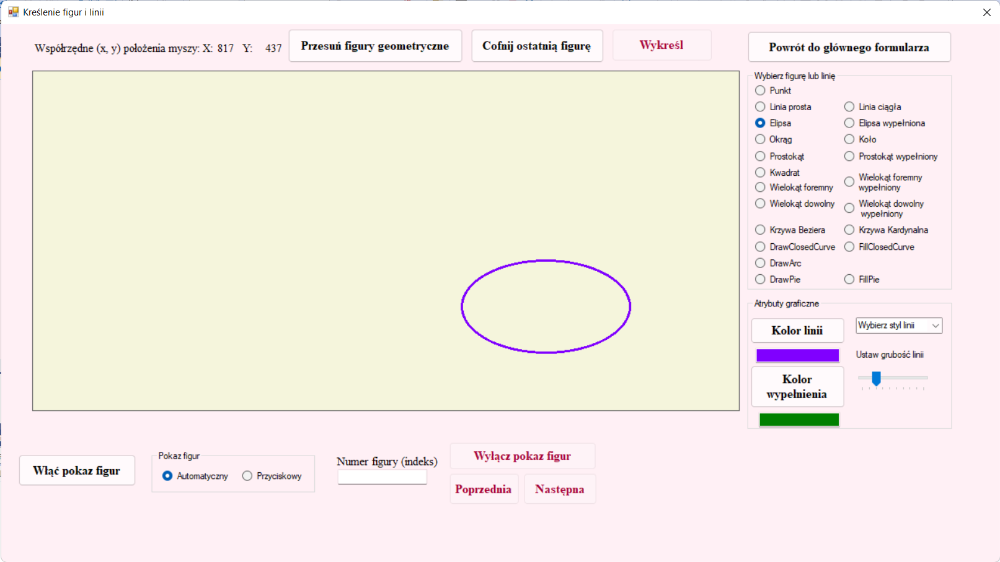 Kreślenie figur i linii
Współrzędne (x, y) położenia myszy: X: 817 Y: 437
Przesuń figury geometryczne
Cofnij ostatnią figurę
Wykreśl
Powrót do głównego formularza
Wybierz figurę lub linię
Punkt
Linia prosta
Linia ciągła
Elipsa
Elipsa wypełniona
Okrąg
Koło
Prostokąt
Prostokąt wypełniony
Kwadrat
Wielokąt foremny
Wielokąt foremny
wypełniony
Wielokąt dowolny
Wielokąt dowolny
wypełniony
Krzywa Beziera
Krzywa Kardynalna
DrawClosedCurve
FillClosedCurve
DrawArc
DrawPie
FillPie
Atrybuty graficzne
Kolor linii
Wybierz styl linii
Ustaw grubość linii
Kolor
wypełnienia
Włąć pokaz figur
Pokaz figur
Automatyczny
Przyciskowy
Numer figury (indeks)
Wyłącz pokaz figur
Poprzednia
Następna